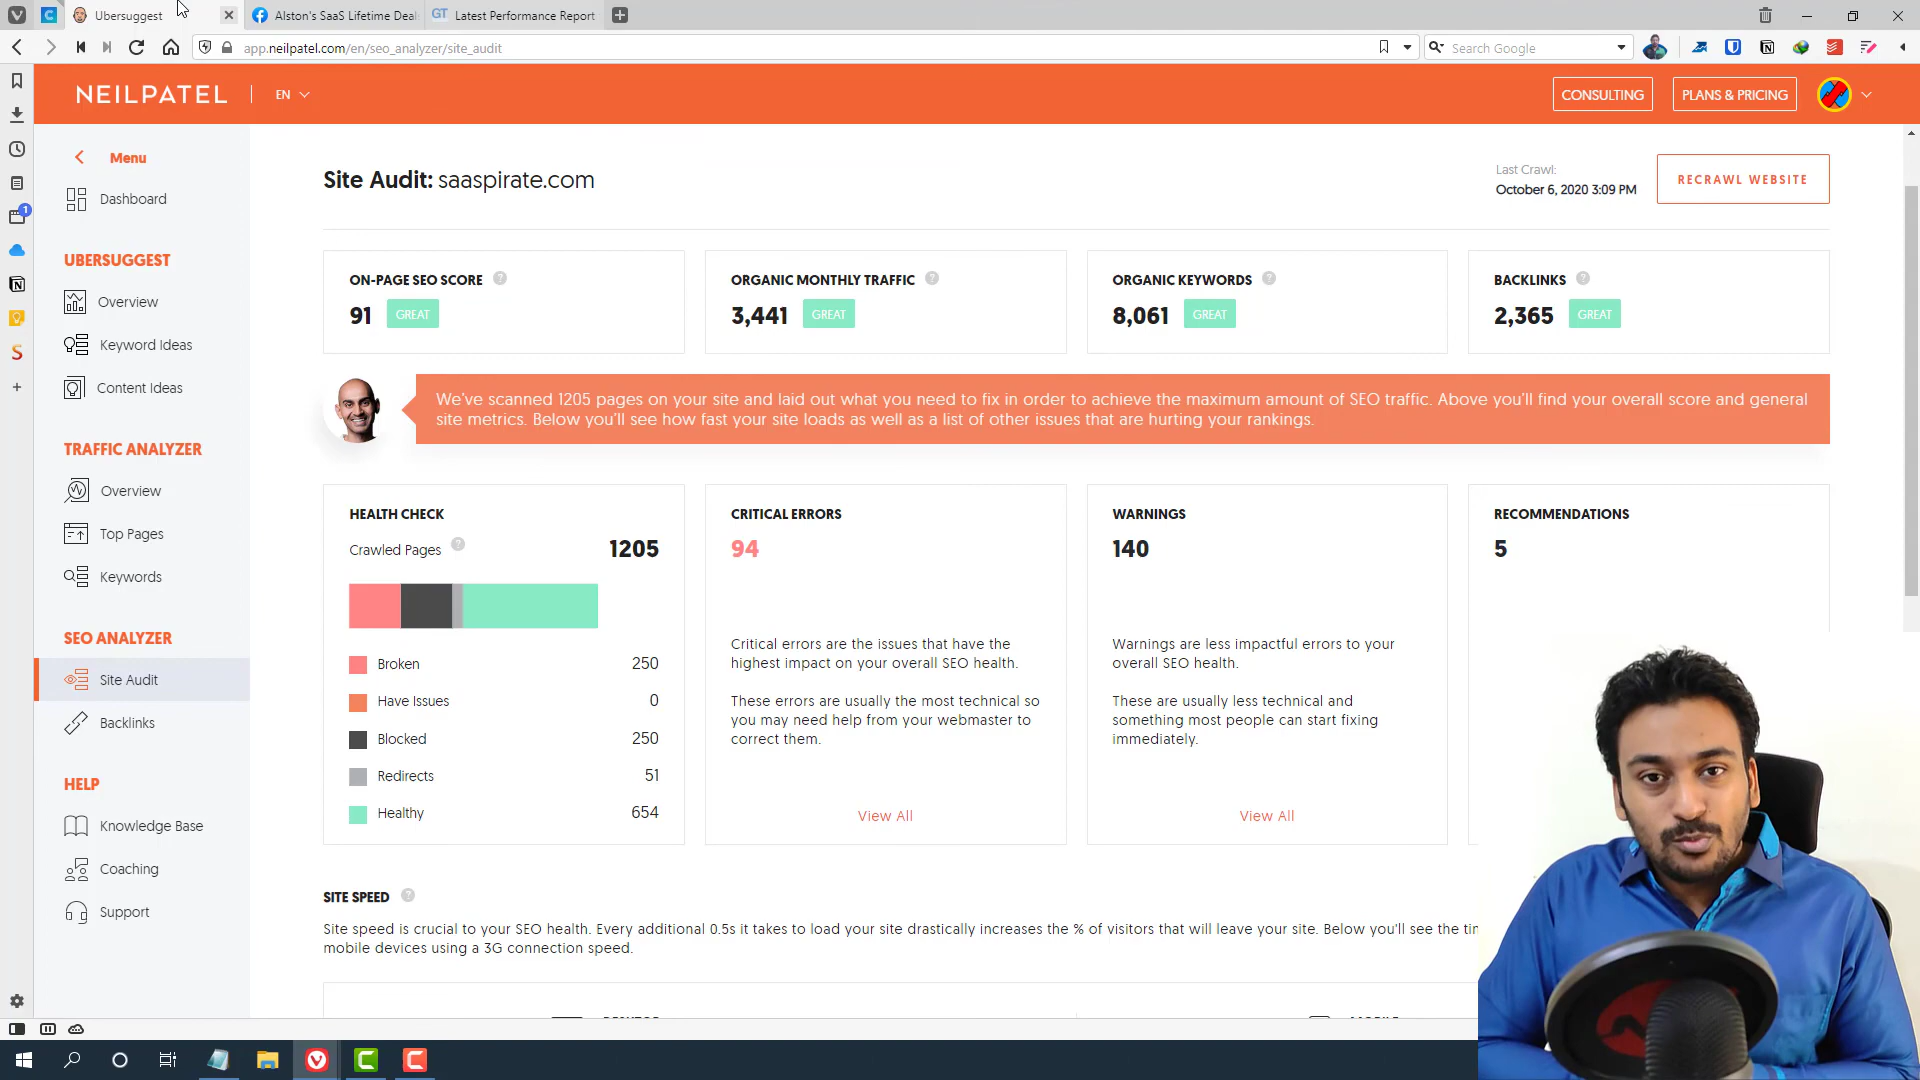 Ubersuggest
Alston's SaaS Lifetime Dea
GT Latest Performance Report
app.neilpatel.com/en/seo_analyzer/site_audit
Search Google
NEILPATEL
EN
CONSULTING
PLANS & PRICING
Menu
Dashboard
UBERSUGGEST
Overview
Keyword Ideas
Content Ideas
TRAFFIC ANALYZER
Overview
Top Pages
Keywords
SEO ANALYZER
Site Audit
Backlinks
HELP
Knowledge Base
Coaching
Support
Site Audit: saaspirate.com
Last Crawl:
October 6, 2020 3:09 PM
RECRAWL WEBSITE
ON-PAGE SEO SCORE
91 GREAT
ORGANIC MONTHLY TRAFFIC
3,441 GREAT
ORGANIC KEYWORDS
8,061 GREAT
BACKLINKS
2,365 GREAT
We've scanned 1205 pages on your site and laid out what you need to fix in order to achieve the maximum amount of SEO traffic. Above you'll find your overall score and general
site metrics. Below you'll see how fast your site loads as well as a list of other issues that are hurting your rankings.
HEALTH CHECK
Crawled Pages 1205
Broken 250
Have Issues 0
Blocked 250
Redirects 51
Healthy 654
CRITICAL ERRORS
94
Critical errors are the issues that have the
highest impact on your overall SEO health.
These errors are usually the most technical so
you may need help from your webmaster to
correct them.
View All
WARNINGS
140
Warnings are less impactful errors to your
overall SEO health.
These are usually less technical and
something most people can start fixing
immediately.
View All
RECOMMENDATIONS
5
SITE SPEED
Site speed is crucial to your SEO health. Every additional 0.5s it takes to load your site drastically increases the % of visitors that will leave your site. Below you'll see the tim
mobile devices using a 3G connection speed.